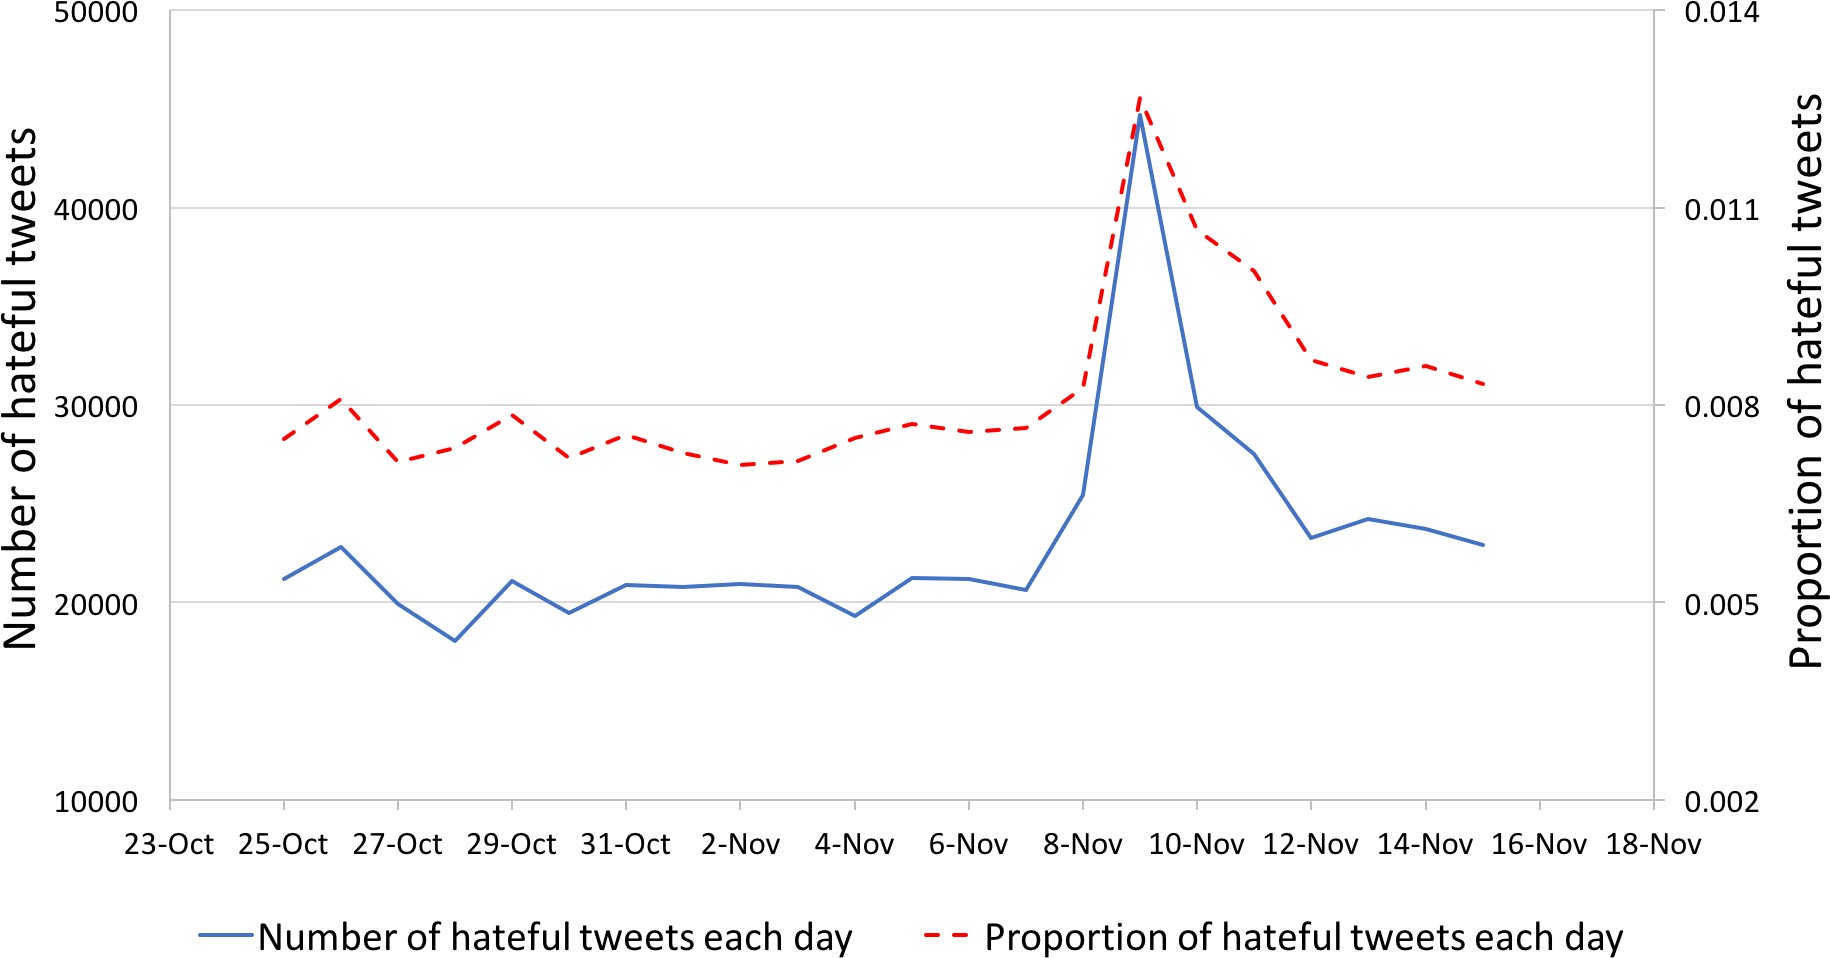 50000
40000
30000
20000
10000
Number of hateful tweets
0.014
0.011
0.008
0.005
0.002
Proportion of hateful tweets
23-Oct 25-Oct 27-Oct 29-Oct 31-Oct 2-Nov 4-Nov 6-Nov 8-Nov 10-Nov 12-Nov 14-Nov 16-Nov 18-Nov
Number of hateful tweets each day
Proportion of hateful tweets each day